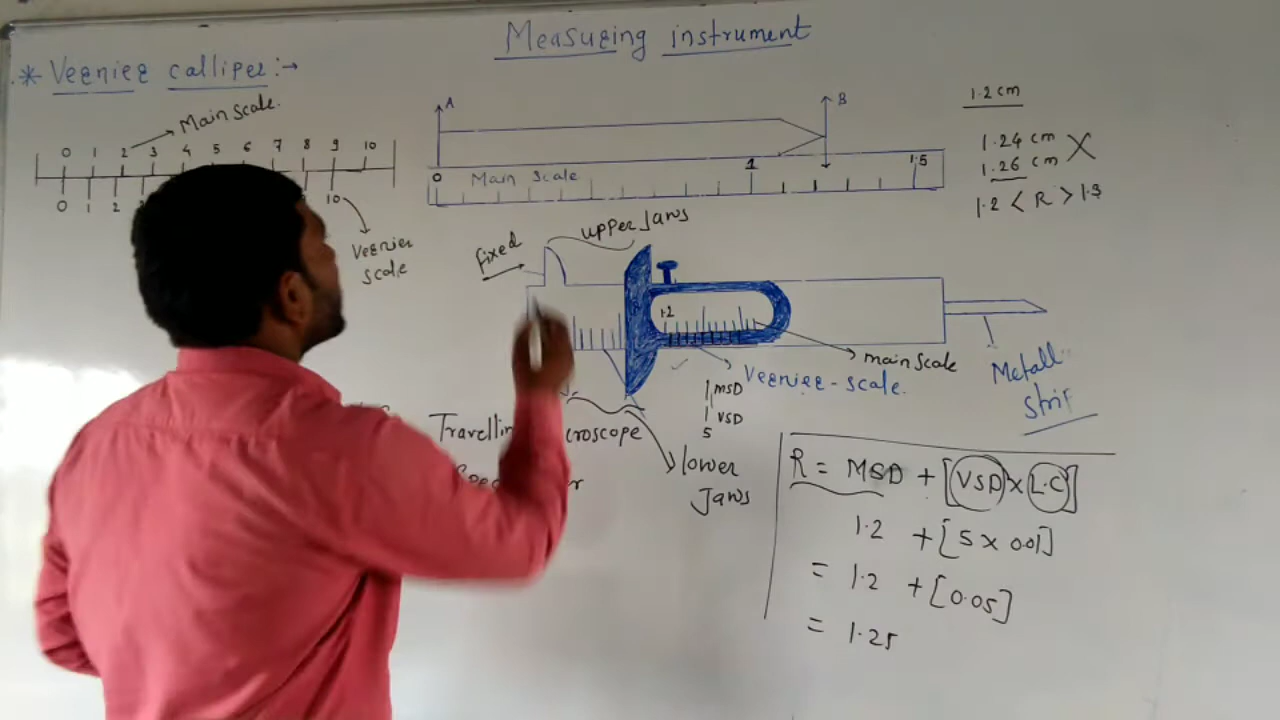 Measuring instrument
* Vernier calliper :→
Main scale
0 1 2 3 4 5 6 7 8 9 10
0 1 2 10
Vernier scale
A B
0 Main Scale 1 1.5
1.2 cm
1.24 cm
1.26 cm
1.2 < R > 1.3
fixed
upper Jaws
1.2
main scale
Vernier - scale
Metall
strip
1 MSD
1 VSD
5
lower
Jaws
R = MSD + [VSD × L.C]
1.2 + [5 × 0.01]
= 1.2 + [0.05]
= 1.25